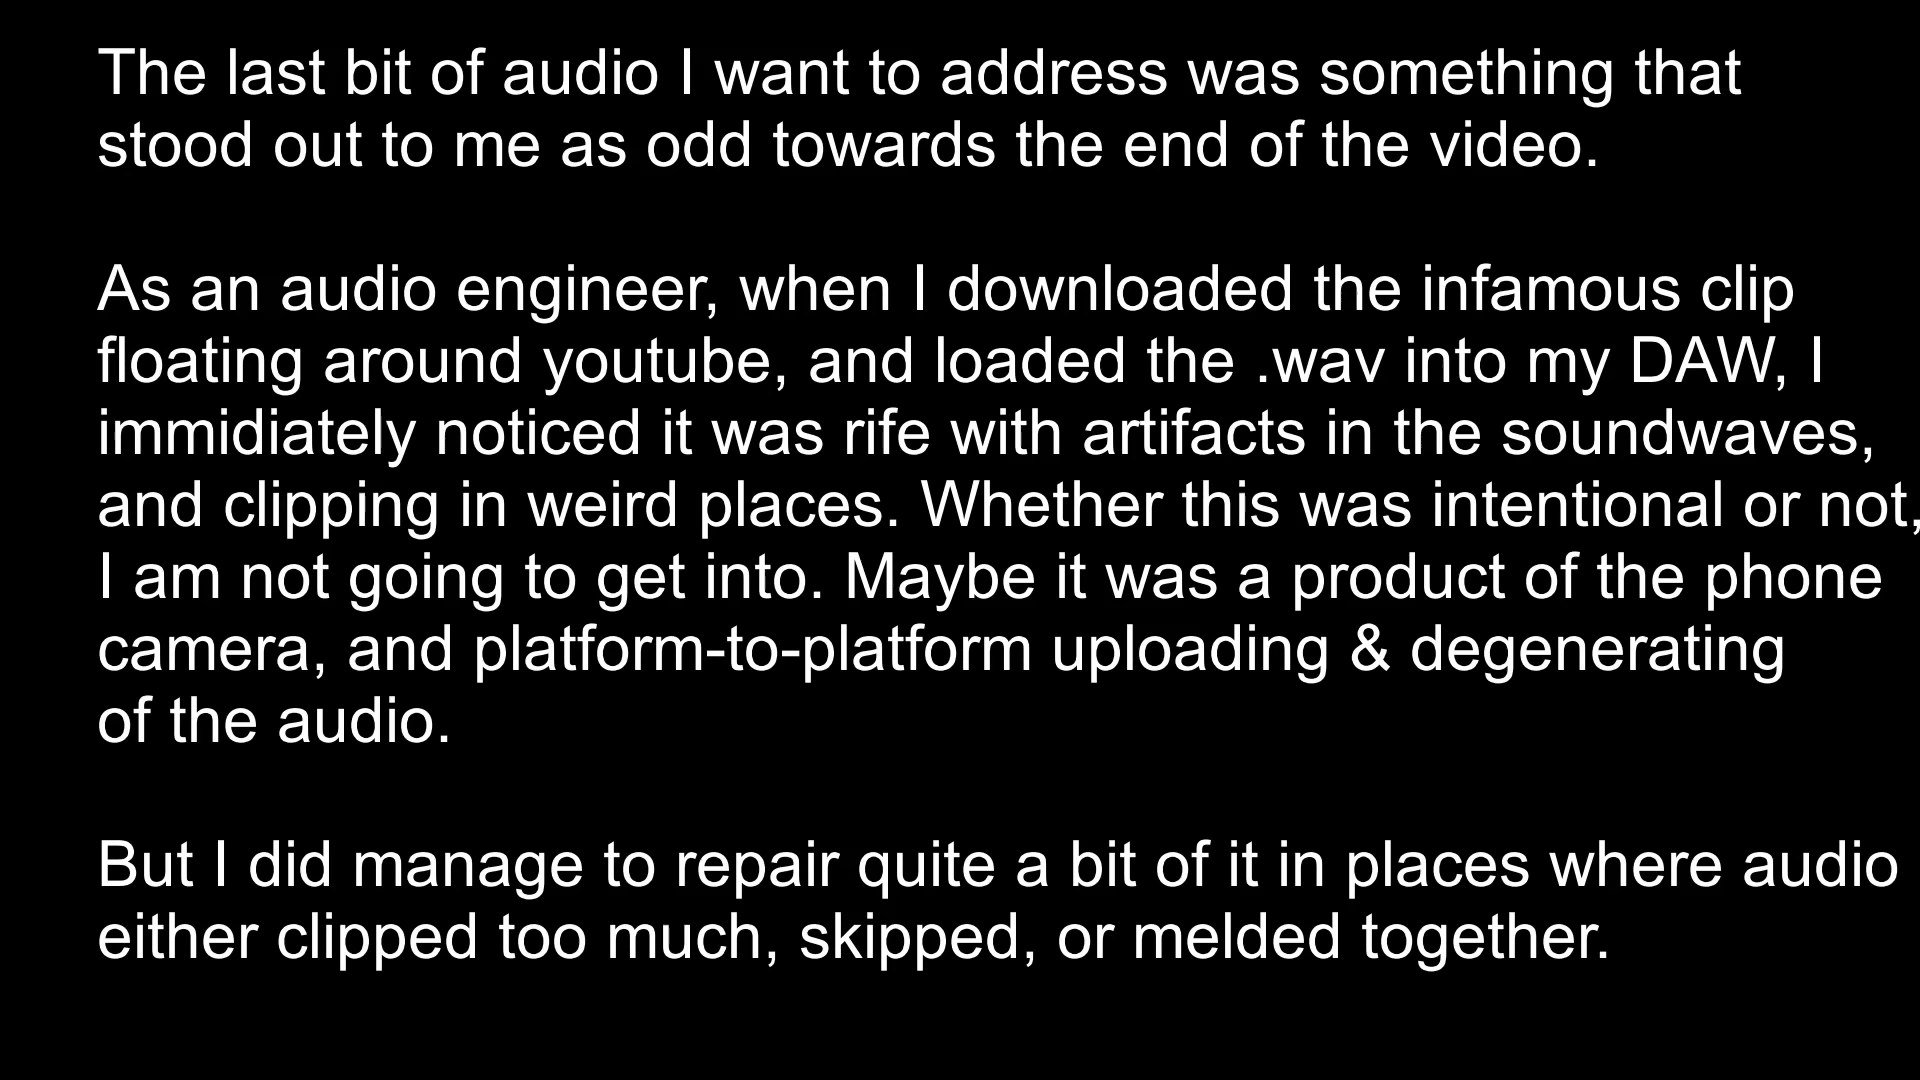 The last bit of audio I want to address was something that
stood out to me as odd towards the end of the video.
As an audio engineer, when I downloaded the infamous clip
floating around youtube, and loaded the .wav into my DAW, I
immidiately noticed it was rife with artifacts in the soundwaves,
and clipping in weird places. Whether this was intentional or not,
I am not going to get into. Maybe it was a product of the phone
camera, and platform-to-platform uploading & degenerating
of the audio.
But I did manage to repair quite a bit of it in places where audio
either clipped too much, skipped, or melded together.